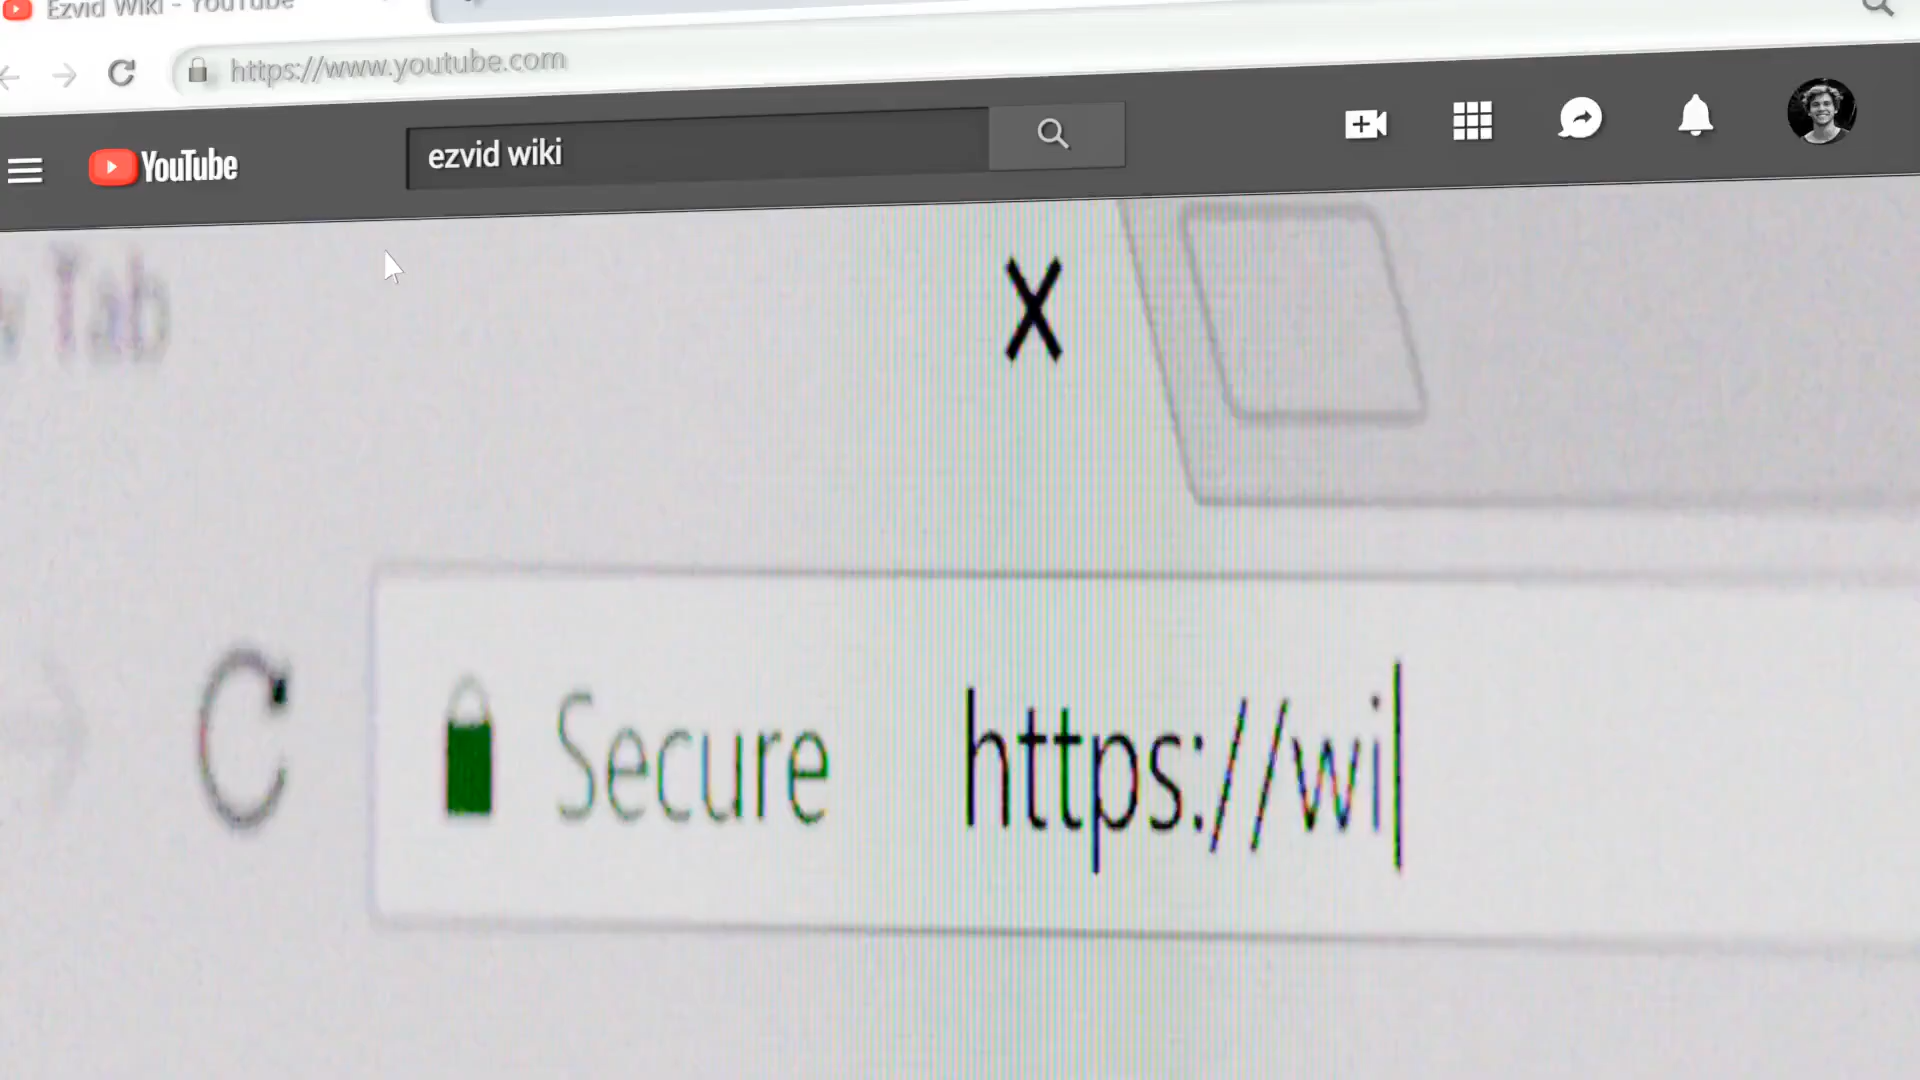 Ezvid Wiki - YouTube
https://www.youtube.com
YouTube
ezvid wiki
Tab
X
Secure https://wi